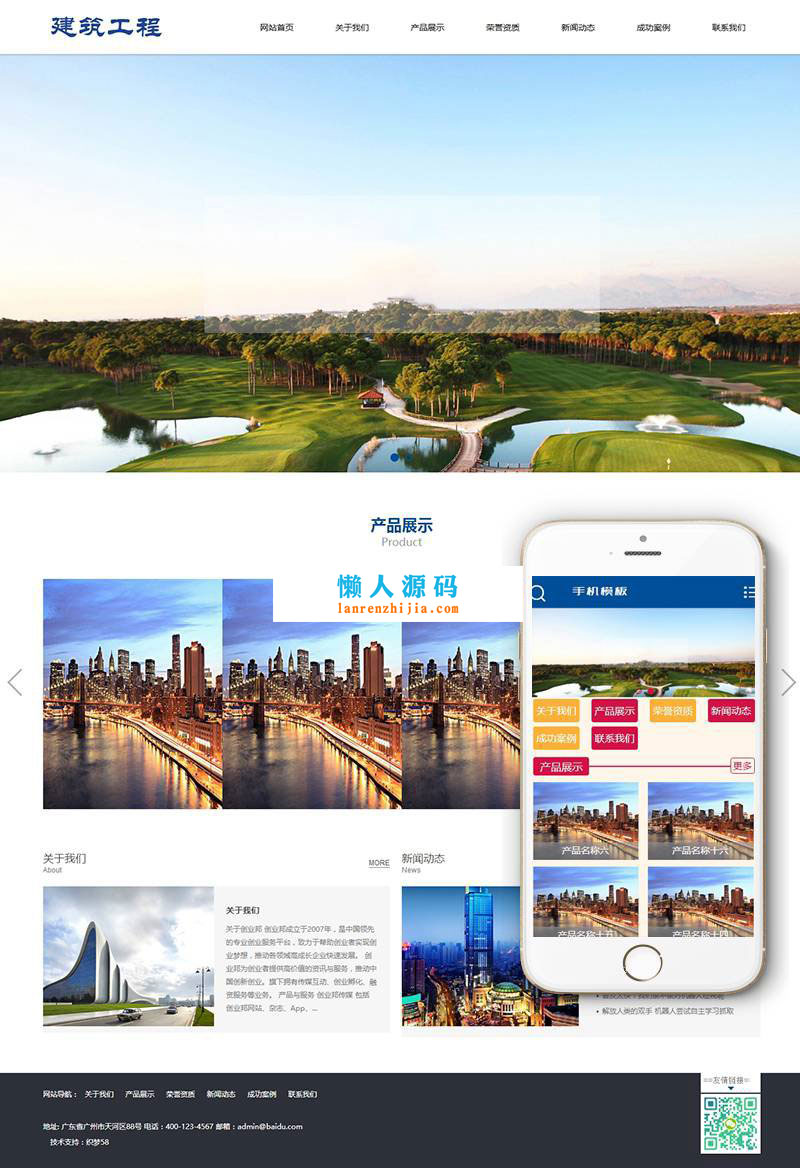 建筑工程
网站首页 关于我们 产品展示 荣誉资质 新闻动态 成功案例 联系我们
产品展示
Product
懒人源码
lanrenzhijia.com
手机模板
关于我们 产品展示 荣誉资质 新闻动态
成功案例 联系我们
产品展示 更多
产品名称六 产品名称十六
产品名称十五 产品名称十四
关于我们
About
MORE
新闻动态
News
关于我们
关于创业邦 创业邦成立于2007年，是中国领先
的专业创业服务平台，致力于帮助创业者实现创
业梦想，推动各领域高成长企业快速发展。 创
业邦为创业者提供高价值的资讯与服务，推动中
国创新创业。旗下拥有传媒互动、创业孵化、融
资服务等业务。 产品与服务 创业邦传媒 包括
创业邦网站、杂志、App、...
解放人类的双手 机器人尝试自主学习抓取
网站导航： 关于我们 产品展示 荣誉资质 新闻动态 成功案例 联系我们
==友情链接=
地址: 广东省广州市天河区88号 电话：400-123-4567 邮箱：admin@baidu.com
技术支持：织梦58